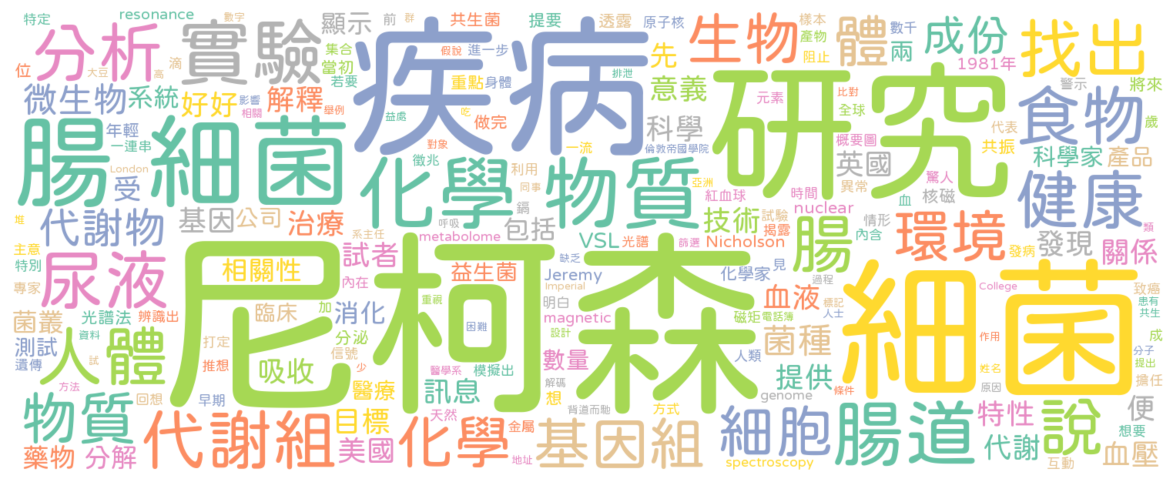 特定
resonance
數字
群
共生菌
提要
透露
原子核
樣本
數千
前
顯示
分析
實驗
疾病
生物
體
成份
找出
大豆
高
滴
集合
假說
進一步
先
兩
產物
阻止
1981年
位
當初
重點
身體
排泄
意義
將來
若要
微生物
系統
好好
影響
解釋
元素
比對
警示
相關
舉例
益處
吃
做完
研究
全球
食物
歲
年輕
一連串
腸
細菌
對象
一流
科學
概要圖
代表
共振
徵兆
倫敦帝國學院
英國
科學家
產品
London
受
化學
物質
利用
紅血球
亞洲
驚人
異常
健康
堆
同事
鎘
時間
核磁
血
代謝物
基因
公司
治療
呼吸
包括
技術
試驗
nuclear
情形
環境
類
系主任
metabolome
VSL
光譜
揭露
腸
內含
發現
關係
主意
試者
篩選
Nicholson
特別
相關性
益生菌
缺乏
化學家
見
過程
發病
尿液
內在
Jeremy
專家
尼柯森
Imperial
血液
標記
細菌
College
致癌
光譜法
辨識出
臨床
加
消化
重視
明白
磁矩
電話簿
人士
患有
共生
菌叢
資料
打定
分泌
困難
magnetic
設計
菌種
測試
推想
信號
數量
人類
作用
成
遺傳
試
吸收
少
模擬出
分子
提出
人體
方法
醫學系
解碼
提供
條件
姓名
回想
早期
醫療
訊息
想
genome
原因
擔任
物質
代謝組
目標
天然
背道而馳
方式
細胞
腸道
特性
說
便
金屬
代謝
想要
藥物
分解
美國
地址
化學
基因組
spectroscopy
互動
血壓